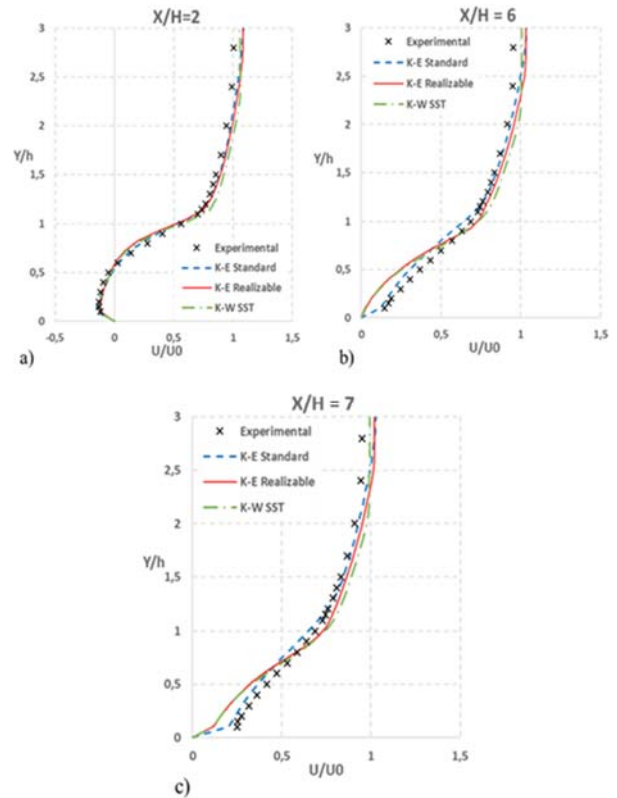 X/H=2
3
2,5
2
Y/h
1,5
1
0,5
0
× Experimental
K-E Standard
K-E Realizable
K-W SST
-0,5 0 0,5 1 1,5
U/U0
a)
X/H = 6
3
2,5
2
Y/h
1,5
1
0,5
0
× Experimental
K-E Standard
K-E Realizable
K-W SST
0 0,5 1 1,5
U/U0
b)
X/H = 7
3
2,5
2
Y/h
1,5
1
0,5
0
× Experimental
K-E Standard
K-E Realizable
K-W SST
0 0,5 1 1,5
U/U0
c)